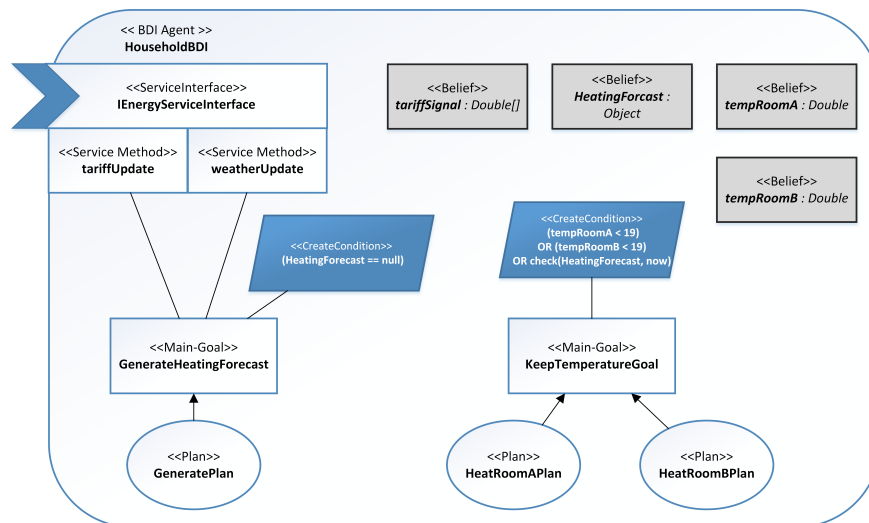 << BDI Agent >>
HouseholdBDI
<<ServiceInterface>>
IEnergyServiceInterface
<<Service Method>>
tariffUpdate
<<Service Method>>
weatherUpdate
<<Belief>>
tariffSignal : Double[]
<<Belief>>
HeatingForcast :
Object
<<Belief>>
tempRoomA : Double
<<Belief>>
tempRoomB : Double
<<CreateCondition>>
(HeatingForecast == null)
<<CreateCondition>>
(tempRoomA < 19)
OR (tempRoomB < 19)
OR check(HeatingForecast, now)
<<Main-Goal>>
GenerateHeatingForecast
<<Main-Goal>>
KeepTemperatureGoal
<<Plan>>
GeneratePlan
<<Plan>>
HeatRoomAPlan
<<Plan>>
HeatRoomBPlan